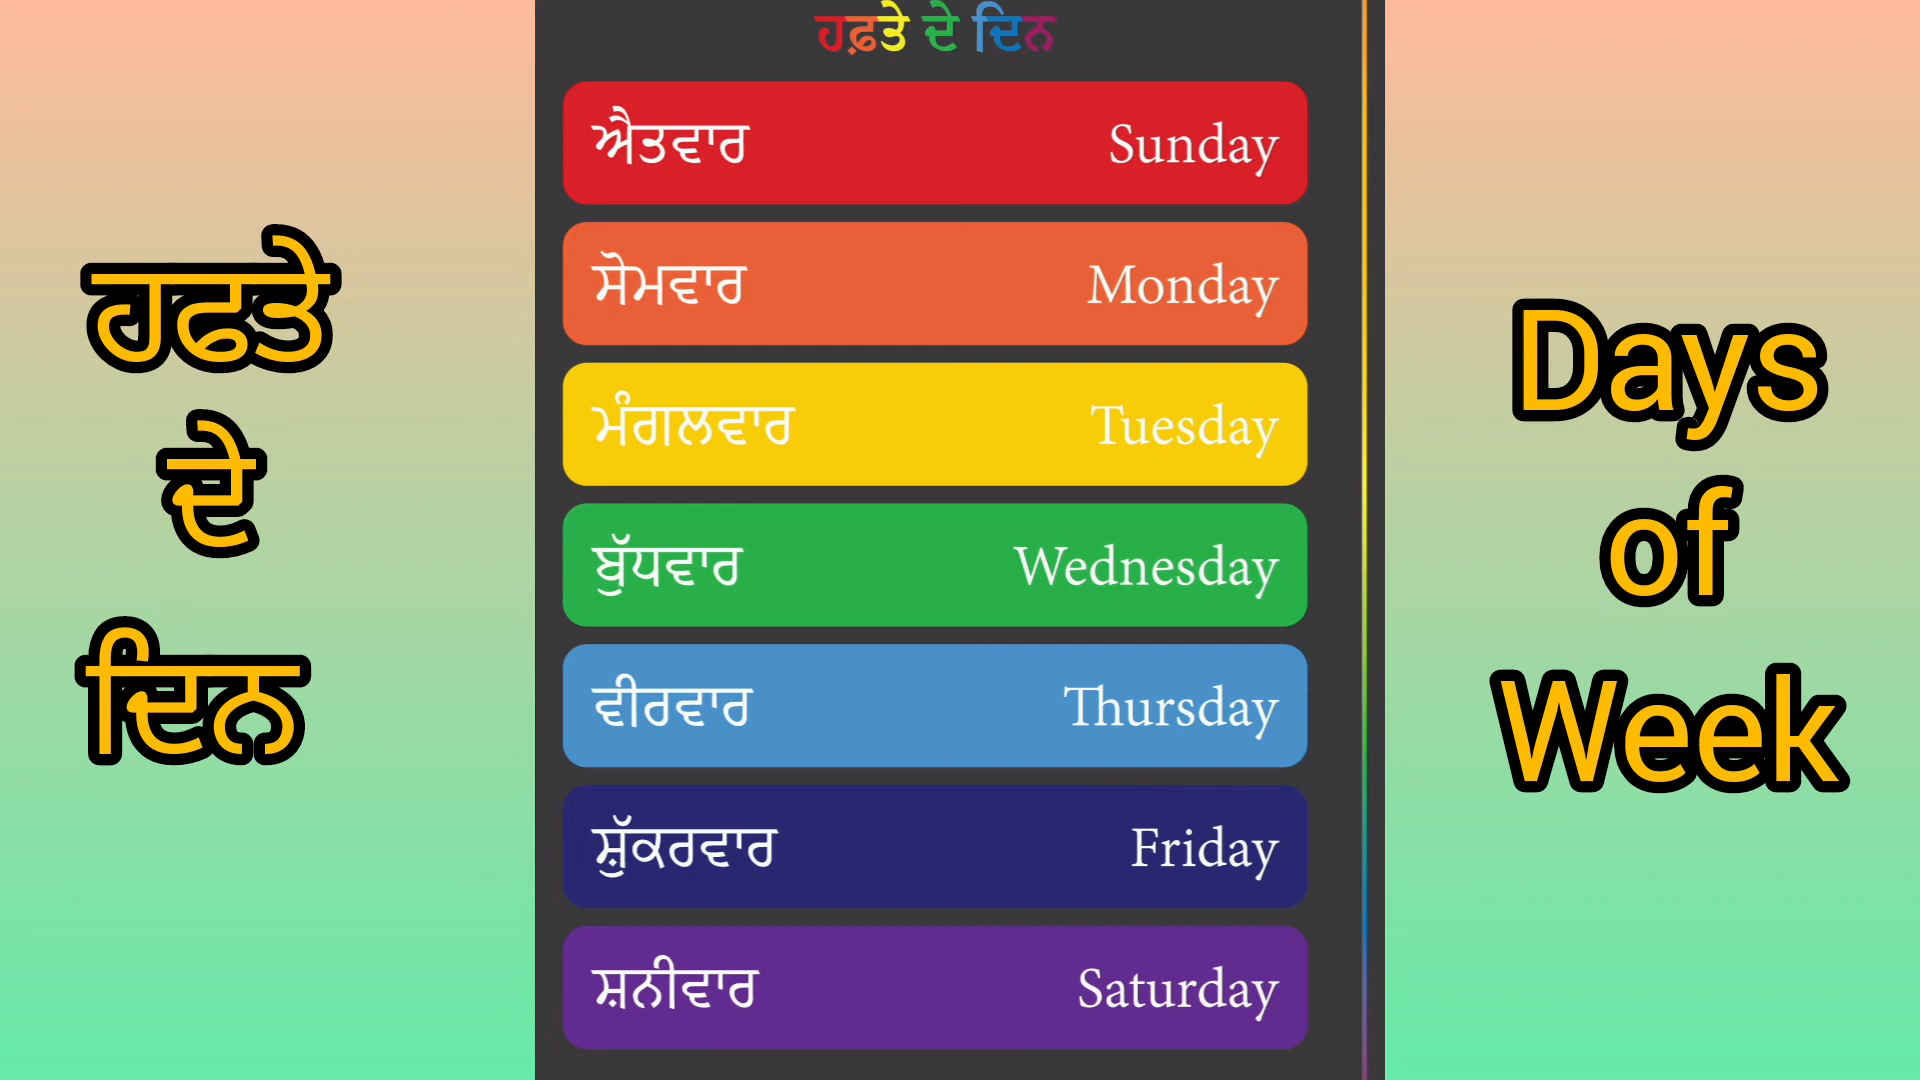 ਹਫਤੇ
ਦੇ
ਦਿਨ
ਹਫ਼ਤੇ ਦੇ ਦਿਨ
ਐਤਵਾਰ Sunday
ਸੋਮਵਾਰ Monday
ਮੰਗਲਵਾਰ Tuesday
ਬੁੱਧਵਾਰ Wednesday
ਵੀਰਵਾਰ Thursday
ਸ਼ੁੱਕਰਵਾਰ Friday
ਸ਼ਨੀਵਾਰ Saturday
Days
of
Week